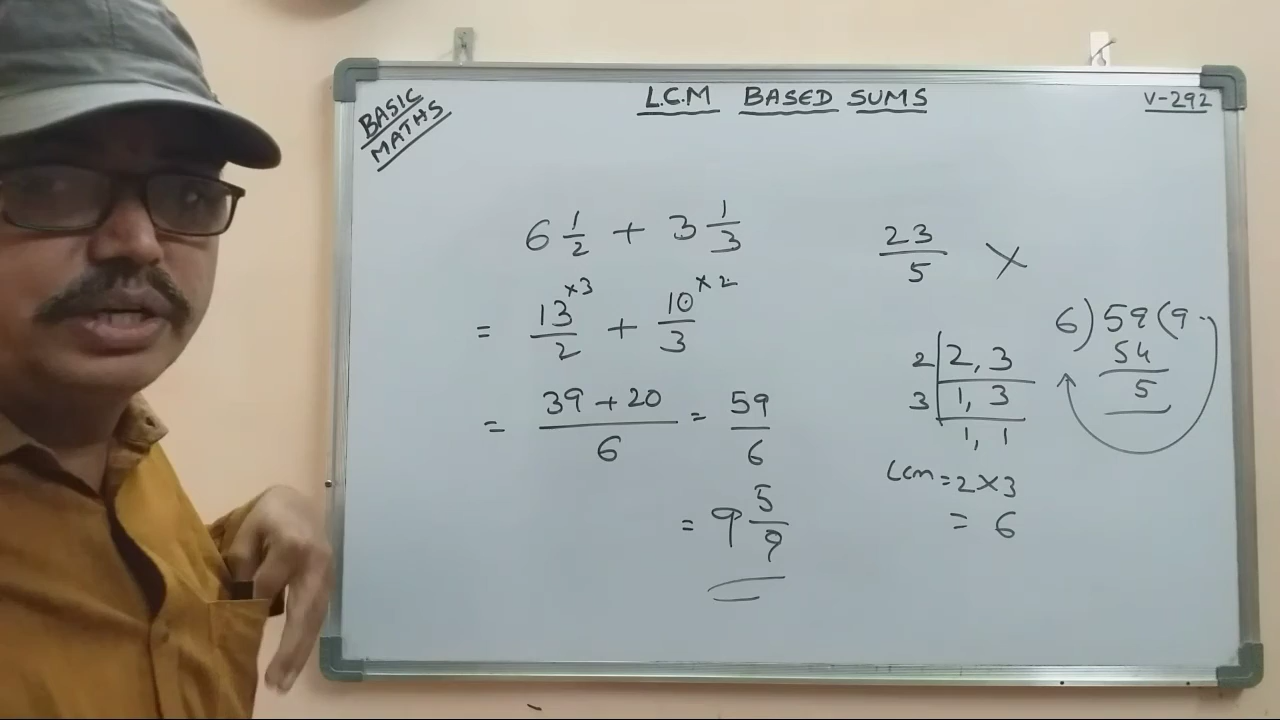 BASIC
MATHS
L.C.M BASED SUMS
V-292
6 1/2 + 3 1/3
= 13×3/2 + 10×2/3
= 39 + 20/6 = 59/6
= 9 5/9
23/5 ×
2 | 2, 3
3 | 1, 3
1, 1
Lcm = 2 × 3
= 6
6) 59 (9
54
5